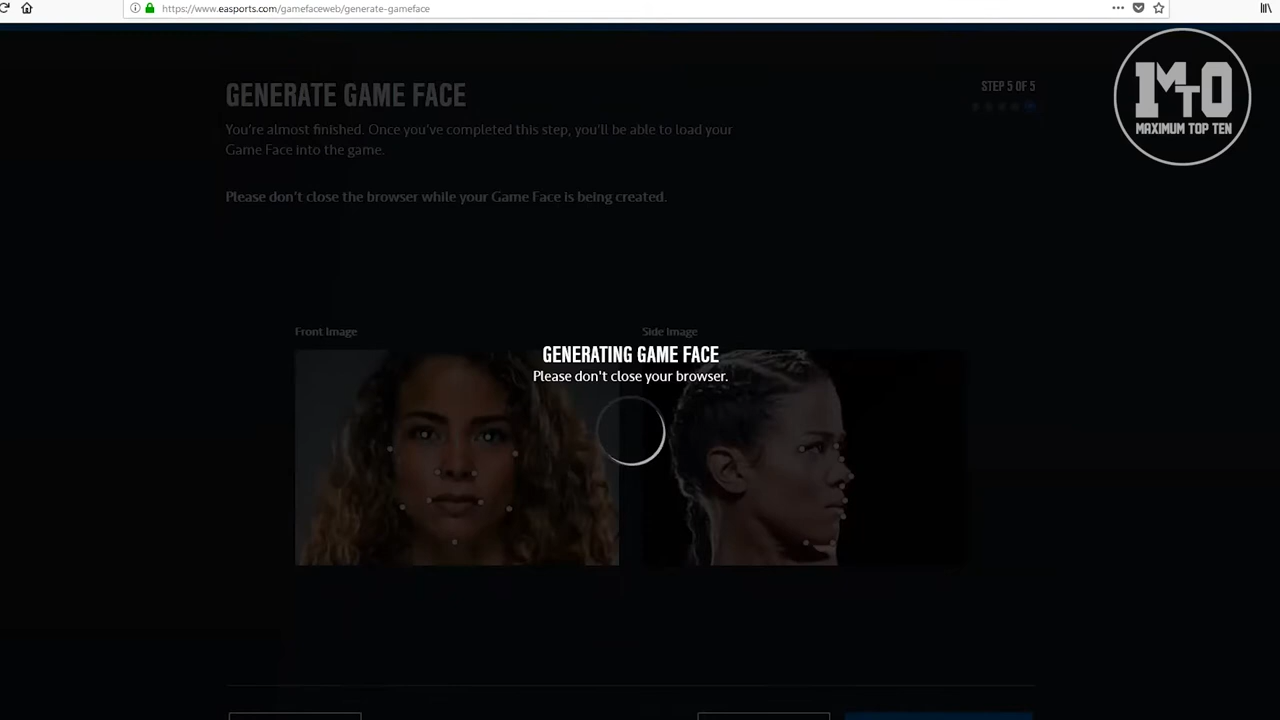 https://www.easports.com/gamefaceweb/generate-gameface
1MT0
MAXIMUM TOP TEN
GENERATE GAME FACE
STEP 5 OF 5
You're almost finished. Once you've completed this step, you'll be able to load your
Game Face into the game.
Please don't close the browser while your Game Face is being created.
Front Image
Side Image
GENERATING GAME FACE
Please don't close your browser.